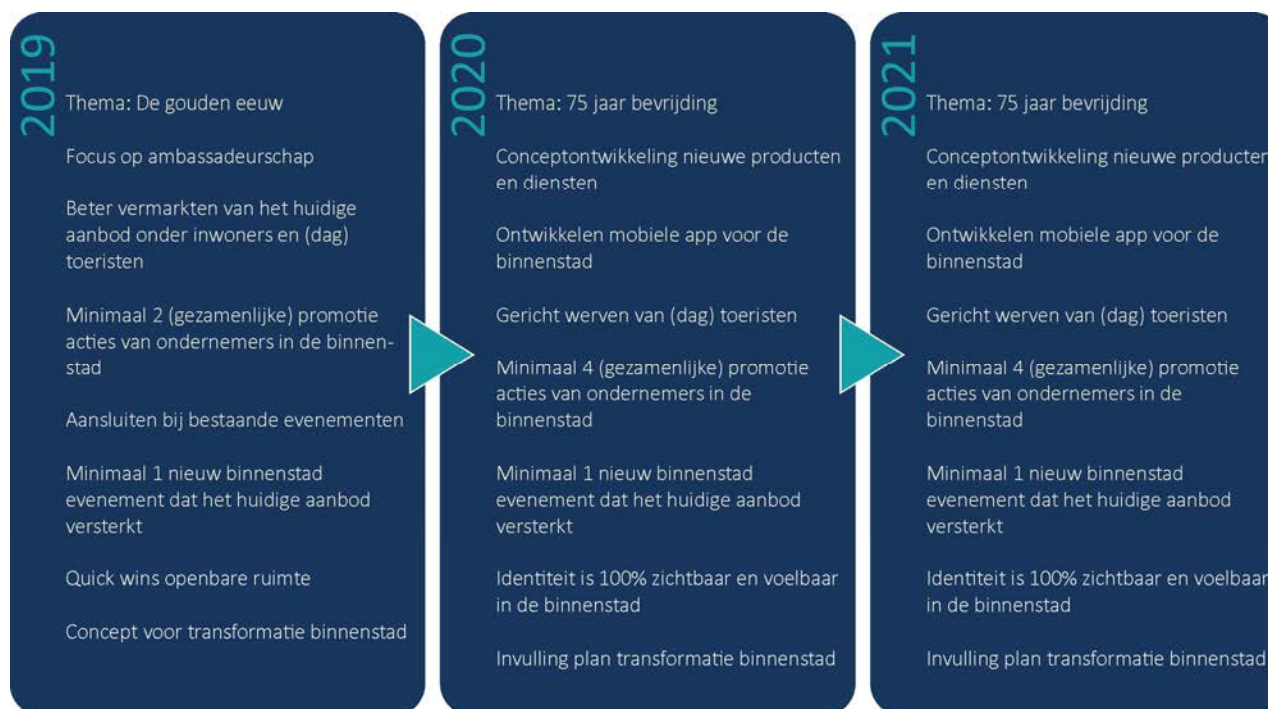 2019
Thema: De gouden eeuw
Focus op ambassadeurschap
Beter vermarkten van het huidige
aanbod onder inwoners en (dag)
toeristen
Minimaal 2 (gezamenlijke) promotie
acties van ondernemers in de binnen-
stad
Aansluiten bij bestaande evenementen
Minimaal 1 nieuw binnenstad
evenement dat het huidige aanbod
versterkt
Quick wins openbare ruimte
Concept voor transformatie binnenstad
2020
Thema: 75 jaar bevrijding
Conceptontwikkeling nieuwe producten
en diensten
Ontwikkelen mobiele app voor de
binnenstad
Gericht werven van (dag) toeristen
Minimaal 4 (gezamenlijke) promotie
acties van ondernemers in de
binnenstad
Minimaal 1 nieuw binnenstad
evenement dat het huidige aanbod
versterkt
Identiteit is 100% zichtbaar en voelbaar
in de binnenstad
Invulling plan transformatie binnenstad
2021
Thema: 75 jaar bevrijding
Conceptontwikkeling nieuwe producten
en diensten
Ontwikkelen mobiele app voor de
binnenstad
Gericht werven van (dag) toeristen
Minimaal 4 (gezamenlijke) promotie
acties van ondernemers in de
binnenstad
Minimaal 1 nieuw binnenstad
evenement dat het huidige aanbod
versterkt
Identiteit is 100% zichtbaar en voelbaar
in de binnenstad
Invulling plan transformatie binnenstad